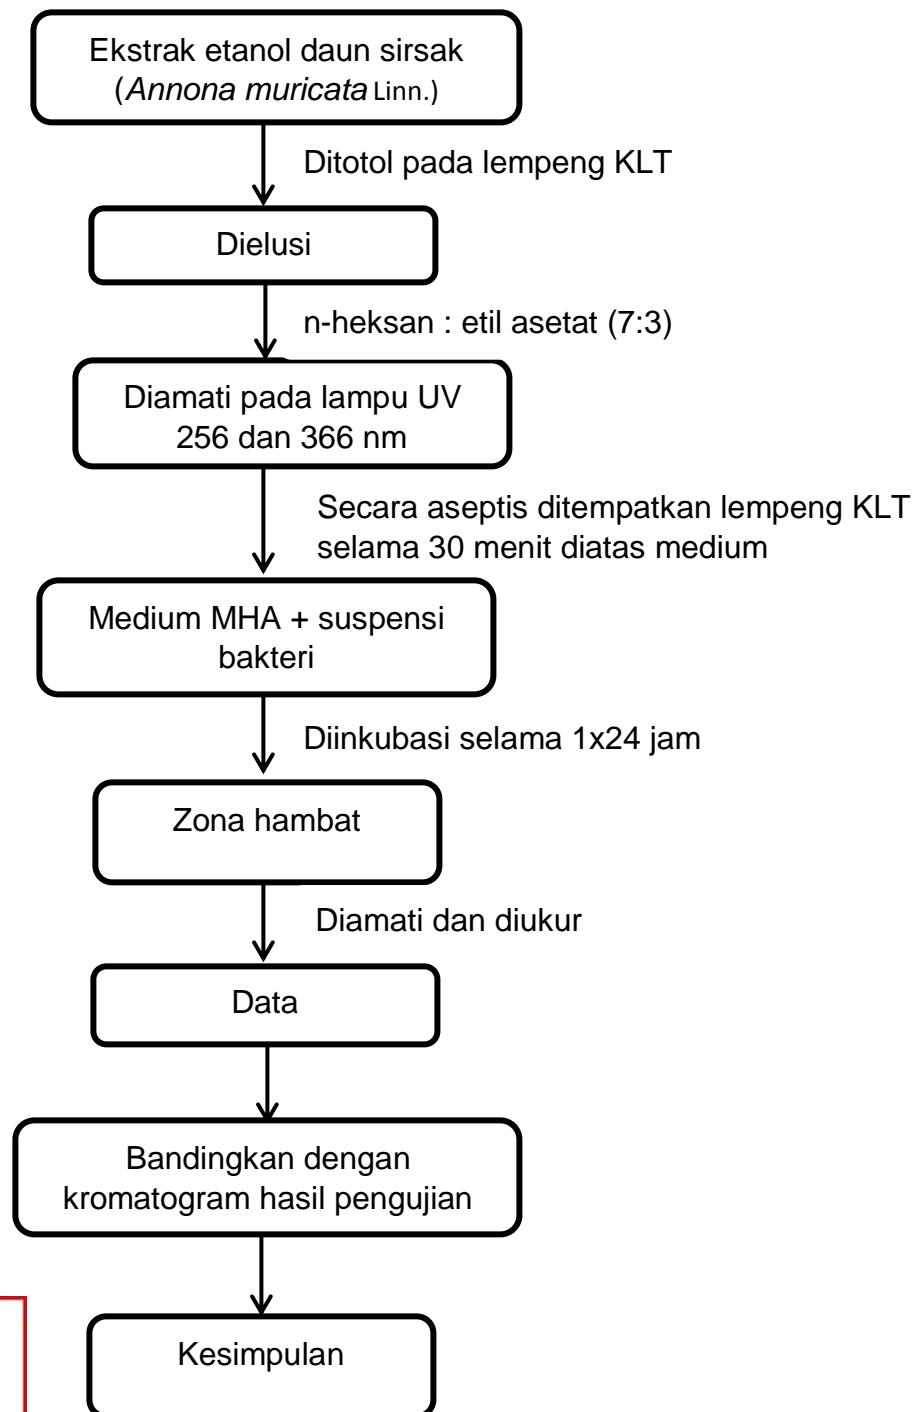 Ekstrak etanol daun sirsak
(Annona muricata Linn.)
Ditotol pada lempeng KLT
Dielusi
n-heksan : etil asetat (7:3)
Diamati pada lampu UV
256 dan 366 nm
Secara aseptis ditempatkan lempeng KLT
selama 30 menit diatas medium
Medium MHA + suspensi
bakteri
Diinkubasi selama 1x24 jam
Zona hambat
Diamati dan diukur
Data
Bandingkan dengan
kromatogram hasil pengujian
Kesimpulan